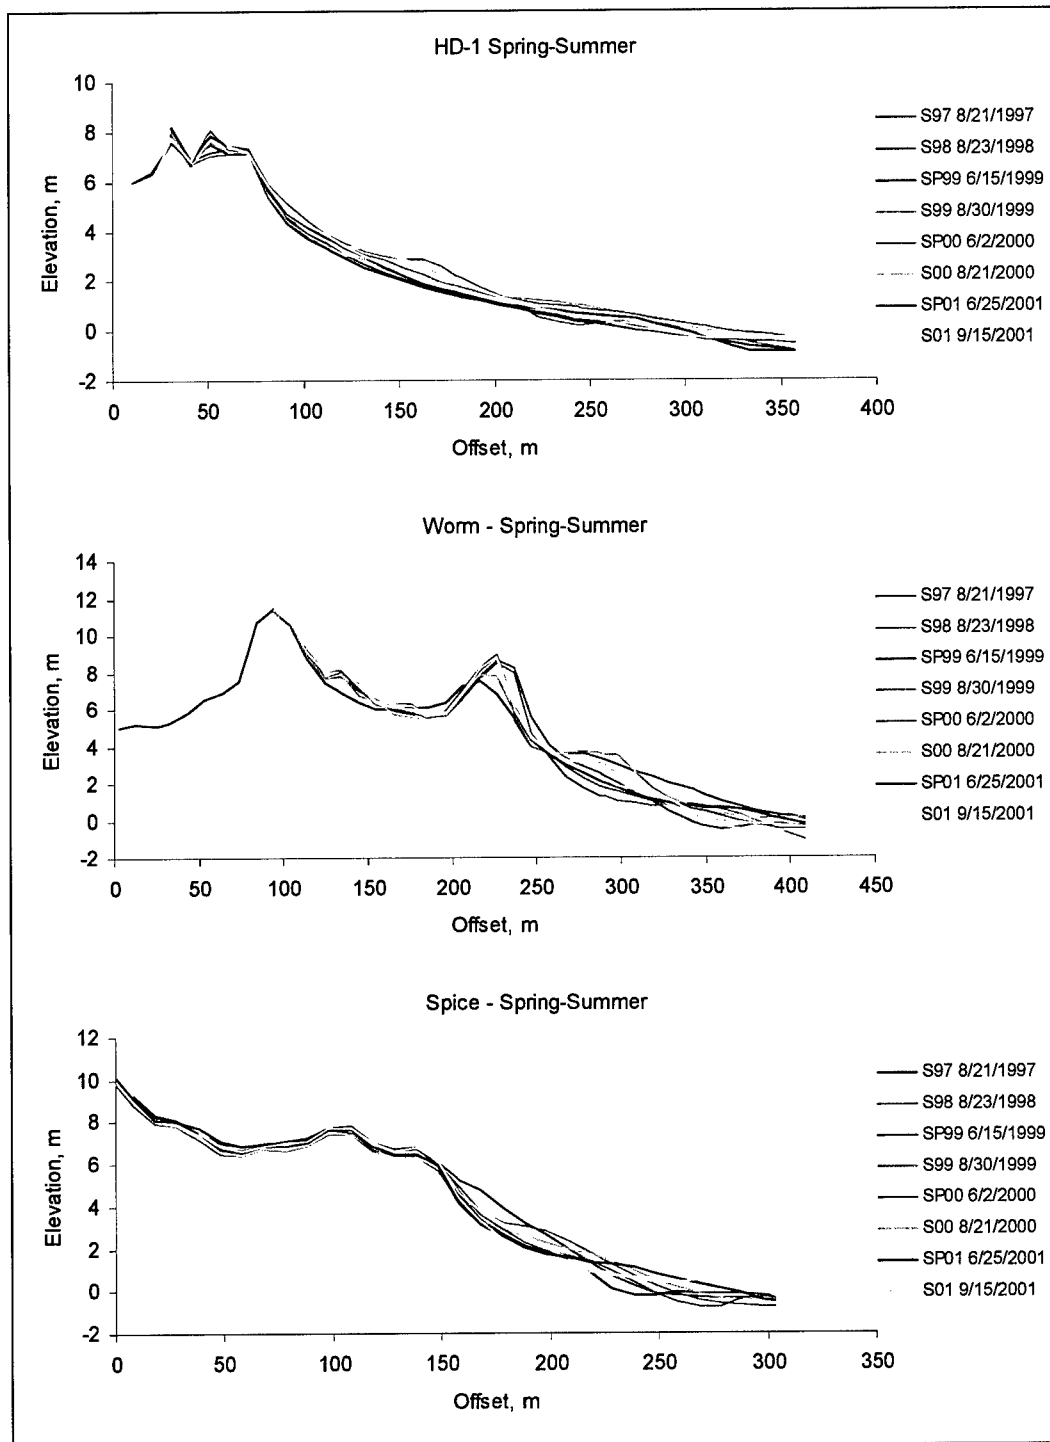 HD-1 Spring-Summer
10
8
6
4
2
0
-2
Elevation, m
0 50 100 150 200 250 300 350 400
Offset, m
S97 8/21/1997
S98 8/23/1998
SP99 6/15/1999
S99 8/30/1999
SP00 6/2/2000
S00 8/21/2000
SP01 6/25/2001
S01 9/15/2001
Worm - Spring-Summer
14
12
10
8
6
4
2
0
-2
Elevation, m
0 50 100 150 200 250 300 350 400 450
Offset, m
S97 8/21/1997
S98 8/23/1998
SP99 6/15/1999
S99 8/30/1999
SP00 6/2/2000
S00 8/21/2000
SP01 6/25/2001
S01 9/15/2001
Spice - Spring-Summer
12
10
8
6
4
2
0
-2
Elevation, m
0 50 100 150 200 250 300 350
Offset, m
S97 8/21/1997
S98 8/23/1998
SP99 6/15/1999
S99 8/30/1999
SP00 6/2/2000
S00 8/21/2000
SP01 6/25/2001
S01 9/15/2001